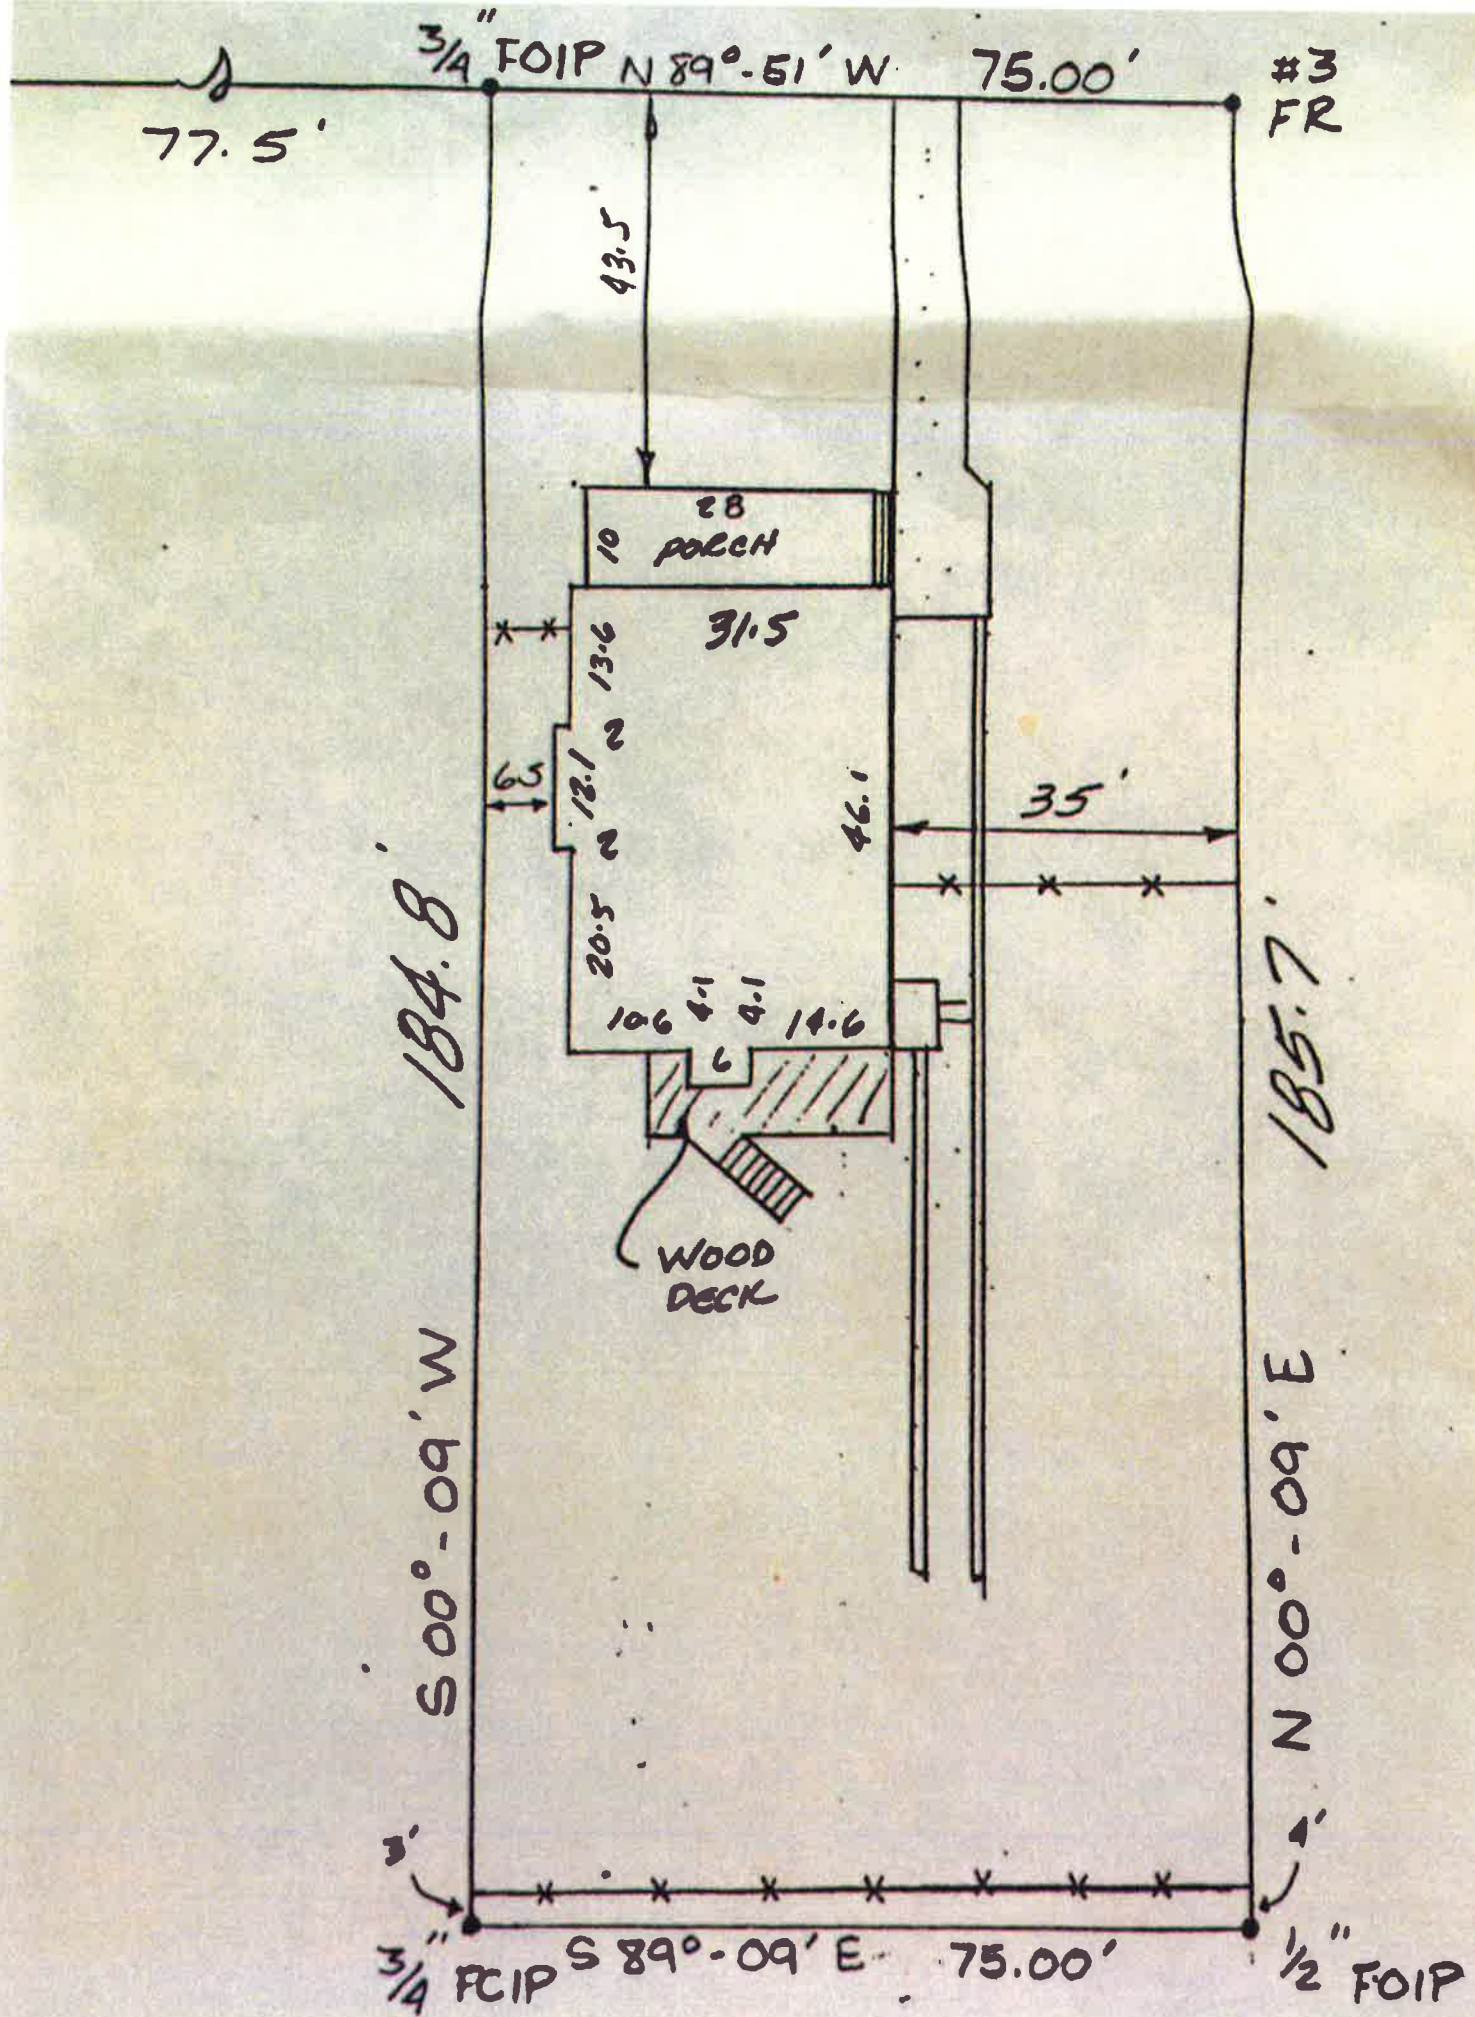 3/4" FOIP N 89°-51' W 75.00' #3
FR
77.5'
43.5
28
10 PORCH
31.5
13.6
2
6.5 12.1
2
46.1
35'
184.8'
20.5
185.7'
10.6 4.1 4.1 14.6
6
WOOD
DECK
S 00°-09' W
N 00°-09' E
3' 4'
3/4" FCIP S 89°-09' E 75.00' 1/2" FOIP